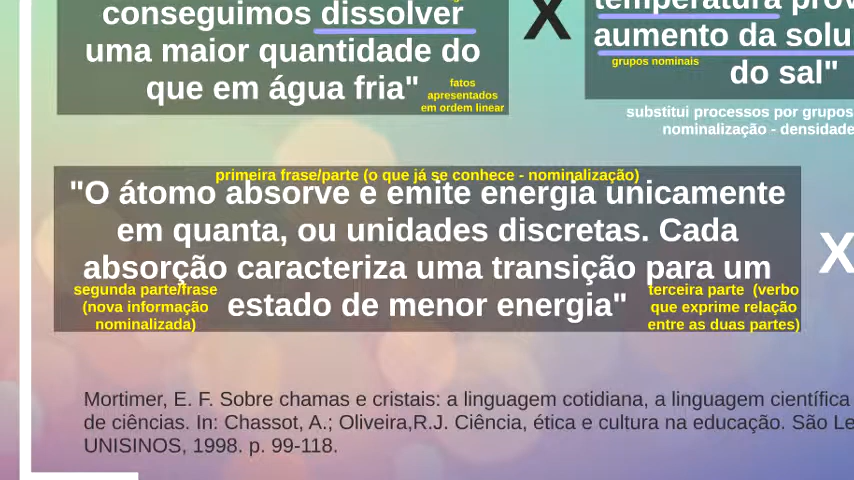 conseguimos dissolver
uma maior quantidade do
que em água fria"
fatos
apresentados
em ordem linear
X
aumento da solu
grupos nominais
do sal"
substitui processos por grupos
nominalização - densidade
primeira frase/parte (o que já se conhece - nominalização)
"O átomo absorve e emite energia unicamente
em quanta, ou unidades discretas. Cada
absorção caracteriza uma transição para um
estado de menor energia"
segunda parte/frase
(nova informação
nominalizada)
terceira parte (verbo
que exprime relação
entre as duas partes)
X
Mortimer, E. F. Sobre chamas e cristais: a linguagem cotidiana, a linguagem científica
de ciências. In: Chassot, A.; Oliveira,R.J. Ciência, ética e cultura na educação. São Le
UNISINOS, 1998. p. 99-118.